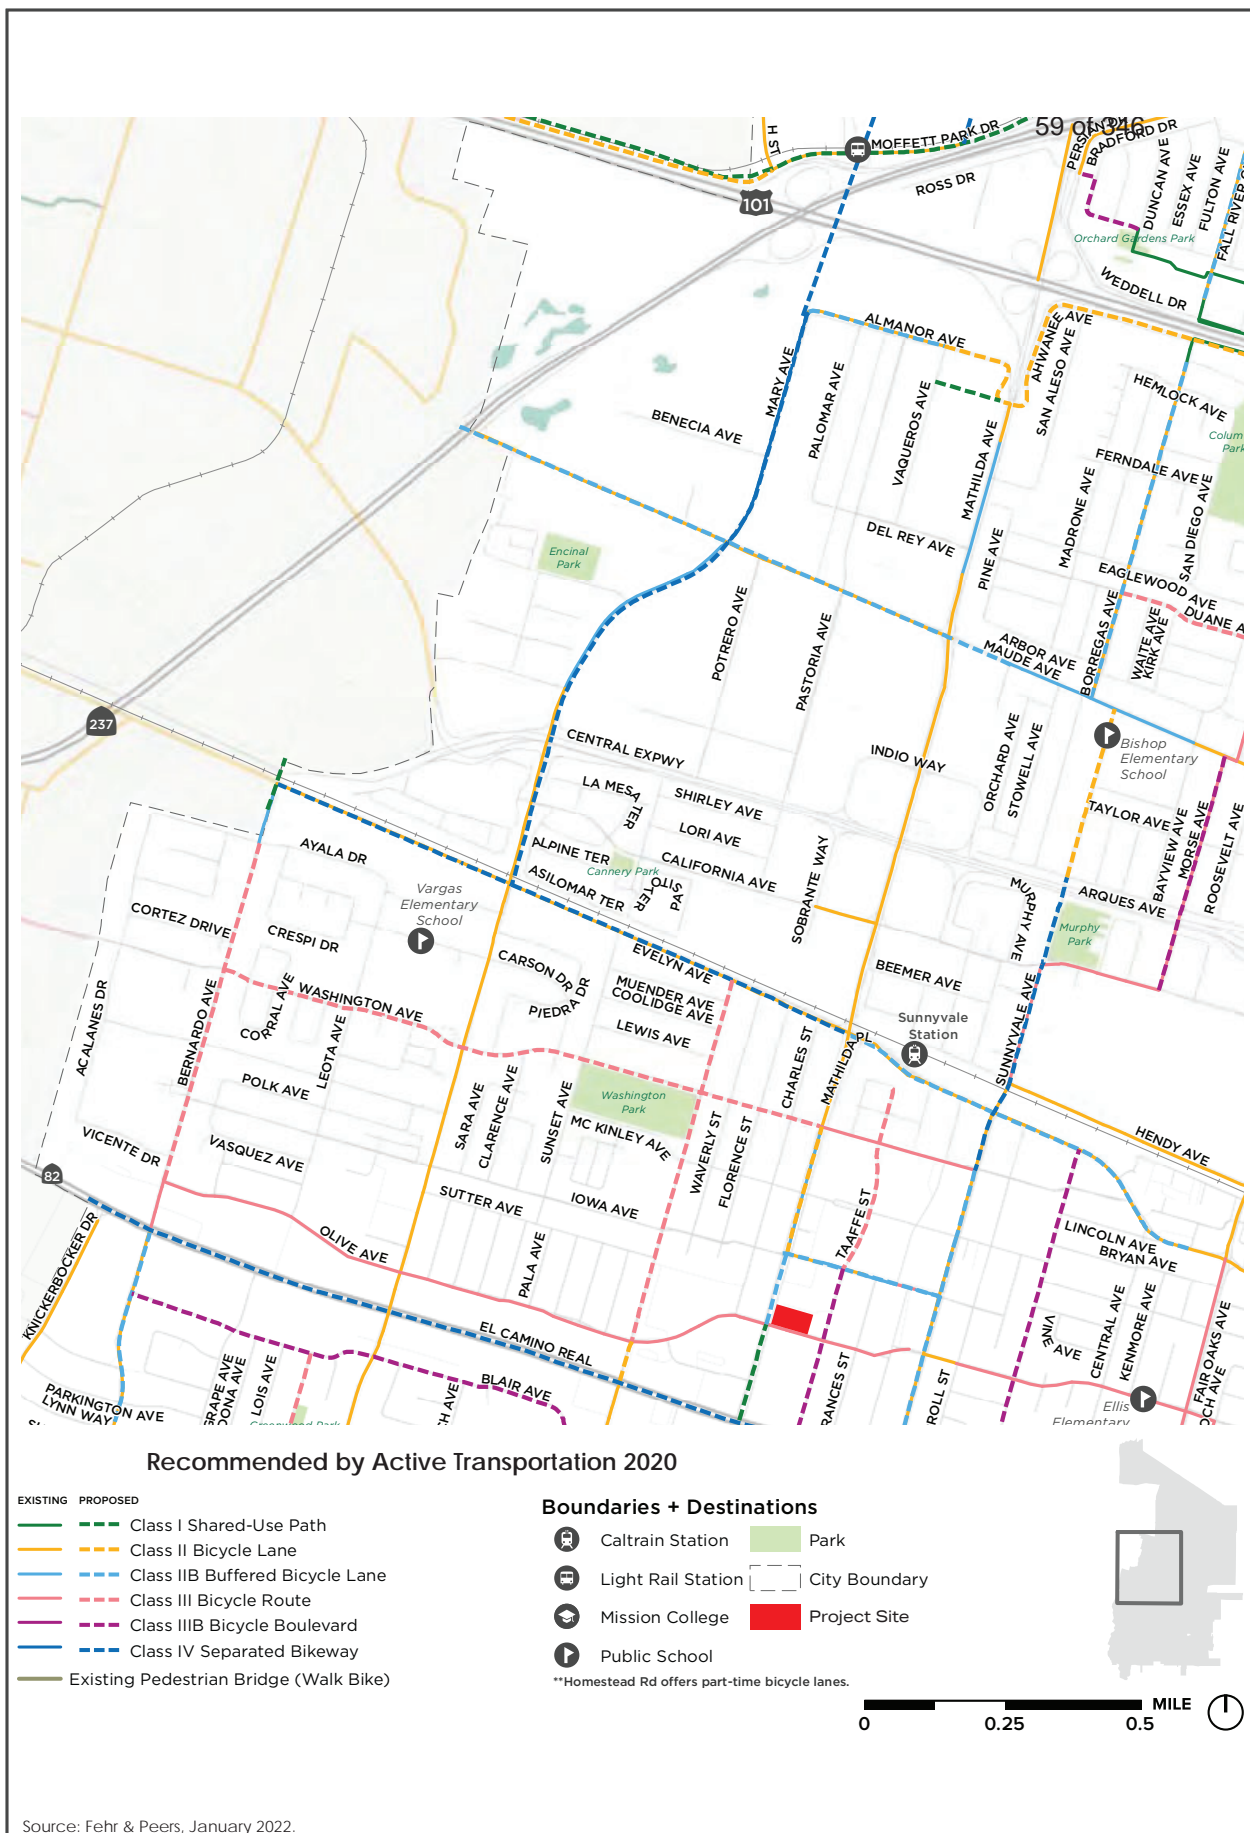 59 of 346
H ST
MOFFETT PARK DR
BRADFORD DR
ROSS DR
DUNCAN AVE
ESSEX AVE
FULTON AVE
101
Orchard Gardens Park
WEDDELL DR
ALMANOR AVE
AHWANEE AVE
SAN ALESO AVE
MARY AVE
PALOMAR AVE
VAQUEROS AVE
HEMLOCK AVE
BENECIA AVE
MATHILDA AVE
FERNDALE AVE
MADRONE AVE
SAN DIEGO AVE
DEL REY AVE
PINE AVE
Encinal
Park
EAGLEWOOD AVE
DUANE A
POTRERO AVE
PASTORIA AVE
ARBOR AVE
MAUDE AVE
BORREGAS AVE
WAITE AVE
KIRK AVE
237
CENTRAL EXPWY
INDIO WAY
ORCHARD AVE
STOWELL AVE
Bishop
Elementary
School
LA MESA TER
SHIRLEY AVE
LORI AVE
TAYLOR AVE
BAYVIEW AVE
MORSE AVE
ROOSEVELT AVE
AYALA DR
ALPINE TER
Cannery Park
CALIFORNIA AVE
SOBRANTE WAY
ASILOMAR TER
Vargas
Elementary
School
MURPHY AVE
ARQUES AVE
Murphy
Park
CORTEZ DRIVE
CRESPI DR
CARSON DR
EVELYN AVE
BEEMER AVE
PIEDRA DR
MUENDER AVE
COOLIDGE AVE
LEWIS AVE
WASHINGTON AVE
CORRAL AVE
LEOTA AVE
ACALANES DR
BERNARDO AVE
Sunnyvale
Station
SUNNYVALE AVE
MATHILDA PL
CHARLES ST
POLK AVE
SARA AVE
CLARENCE AVE
SUNSET AVE
Washington
Park
MC KINLEY AVE
WAVERLY ST
FLORENCE ST
HENDY AVE
VICENTE DR
VASQUEZ AVE
82
SUTTER AVE
IOWA AVE
TAAFFE ST
LINCOLN AVE
BRYAN AVE
KNICKERBOCKER DR
OLIVE AVE
PALA AVE
EL CAMINO REAL
VINE AVE
CENTRAL AVE
KENMORE AVE
FAIR OAKS AVE
BLAIR AVE
LOIS AVE
GRAPE AVE
DONA AVE
PARKINGTON AVE
LYNN WAY
RANCES ST
ROLL ST
Ellis
Elementary
Recommended by Active Transportation 2020
EXISTING PROPOSED
Class I Shared-Use Path
Class II Bicycle Lane
Class IIB Buffered Bicycle Lane
Class III Bicycle Route
Class IIIB Bicycle Boulevard
Class IV Separated Bikeway
Existing Pedestrian Bridge (Walk Bike)
Boundaries + Destinations
Caltrain Station
Park
Light Rail Station
City Boundary
Mission College
Project Site
Public School
**Homestead Rd offers part-time bicycle lanes.
MILE
0 0.25 0.5
Source: Fehr & Peers, January 2022.